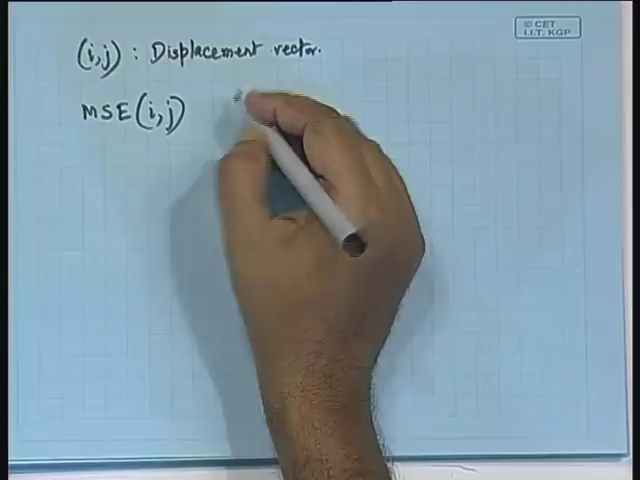 © CET
I.I.T. KGP
(i,j) : Displacement vector.
MSE(i,j)